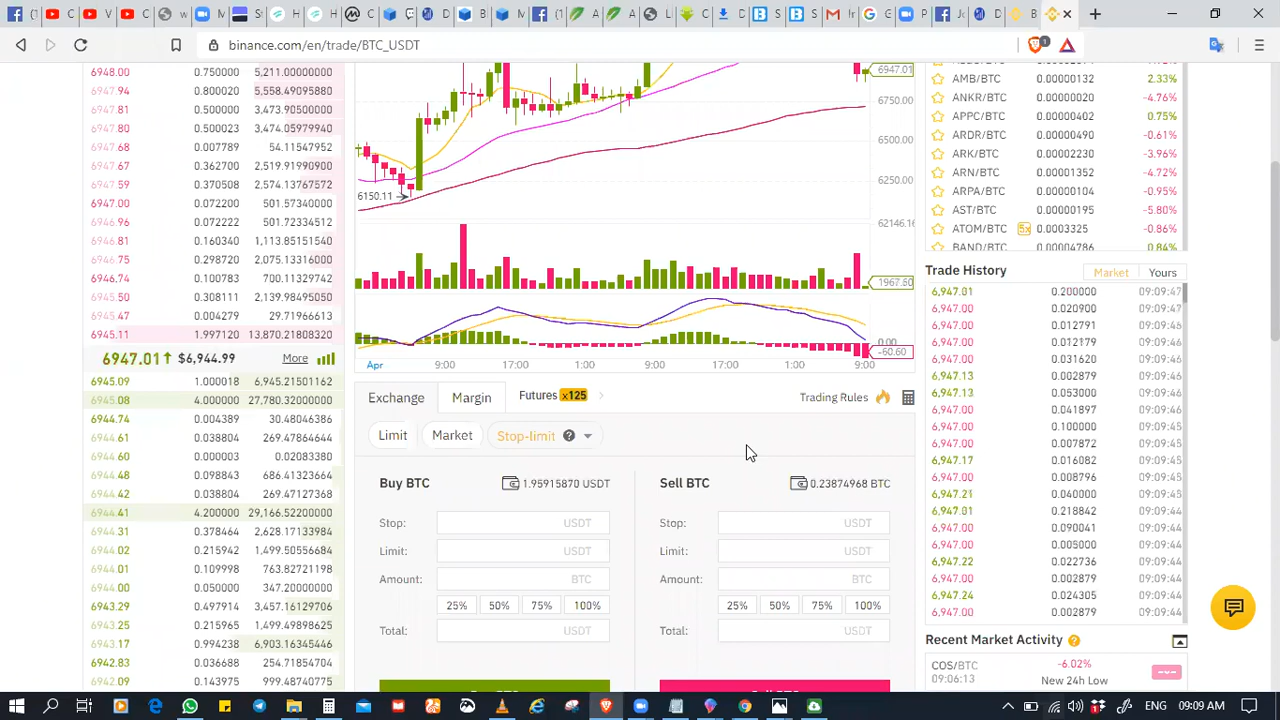 binance.com/en/trade/BTC_USDT
6948.00 0.750000 5,211.00000000
6947.94 0.800020 5,558.49095880
6947.81 0.500000 3,473.90500000
6947.80 0.500023 3,474.05979940
6947.68 0.007789 54.11547952
6947.67 0.362700 2,519.91990900
6947.59 0.370508 2,574.13767572
6947.00 0.072200 501.57340000
6946.96 0.072222 501.72334512
6946.81 0.160340 1,113.85151540
6946.75 0.298720 2,075.13316000
6946.74 0.100783 700.11329742
6945.50 0.308111 2,139.98495050
6945.47 0.004279 29.71966613
6945.11 1.997120 13,870.21808320
6947.01↑ $6,944.99 More
6945.09 1.000018 6,945.21501162
6945.08 4.000000 27,780.32000000
6944.74 0.004389 30.48046386
6944.61 0.038804 269.47864644
6944.60 0.000003 0.02083380
6944.48 0.098843 686.41323664
6944.42 0.038804 269.47127368
6944.41 4.200000 29,166.52200000
6944.31 0.378464 2,628.17133984
6944.02 0.215942 1,499.50556684
6944.01 0.109998 763.82721198
6944.00 0.050000 347.20000000
6943.29 0.497914 3,457.16129706
6943.25 0.215965 1,499.49898625
6943.17 0.994238 6,903.16345446
6942.83 0.036688 254.71854704
6942.09 0.143975 999.48740775
6947.01
6750.00
6500.00
6250.00
6150.11
62146.16
1967.60
0.00
-60.60
Apr 9:00 17:00 1:00 9:00 17:00 1:00 9:00
Exchange Margin Futures x125 Trading Rules
Limit Market Stop-limit
Buy BTC 1.95915870 USDT Sell BTC 0.23874968 BTC
Stop: USDT Stop: USDT
Limit: USDT Limit: USDT
Amount: BTC Amount: BTC
25% 50% 75% 100% 25% 50% 75% 100%
Total: USDT Total: USDT
AMB/BTC 0.00000132 2.33%
ANKR/BTC 0.00000020 -4.76%
APPC/BTC 0.00000402 0.75%
ARDR/BTC 0.00000490 -0.61%
ARK/BTC 0.00002230 -3.96%
ARN/BTC 0.00001352 -4.72%
ARPA/BTC 0.00000104 -0.95%
AST/BTC 0.00000195 -5.80%
ATOM/BTC 5x 0.0003325 -0.86%
BAND/BTC 0.00004786 0.84%
Trade History Market Yours
6,947.01 0.200000 09:09:47
6,947.00 0.020900 09:09:47
6,947.00 0.012791 09:09:47
6,947.00 0.012179 09:09:47
6,947.00 0.031620 09:09:46
6,947.13 0.002879 09:09:46
6,947.13 0.053000 09:09:46
6,947.00 0.041897 09:09:46
6,947.00 0.100000 09:09:45
6,947.00 0.007872 09:09:45
6,947.17 0.016082 09:09:45
6,947.00 0.008796 09:09:45
6,947.21 0.040000 09:09:44
6,947.01 0.218842 09:09:44
6,947.00 0.090041 09:09:44
6,947.00 0.005000 09:09:44
6,947.22 0.022736 09:09:44
6,947.00 0.002879 09:09:44
6,947.24 0.024305 09:09:44
6,947.00 0.002879 09:09:44
Recent Market Activity
COS/BTC -6.02%
09:06:13 New 24h Low
ENG 09:09 AM